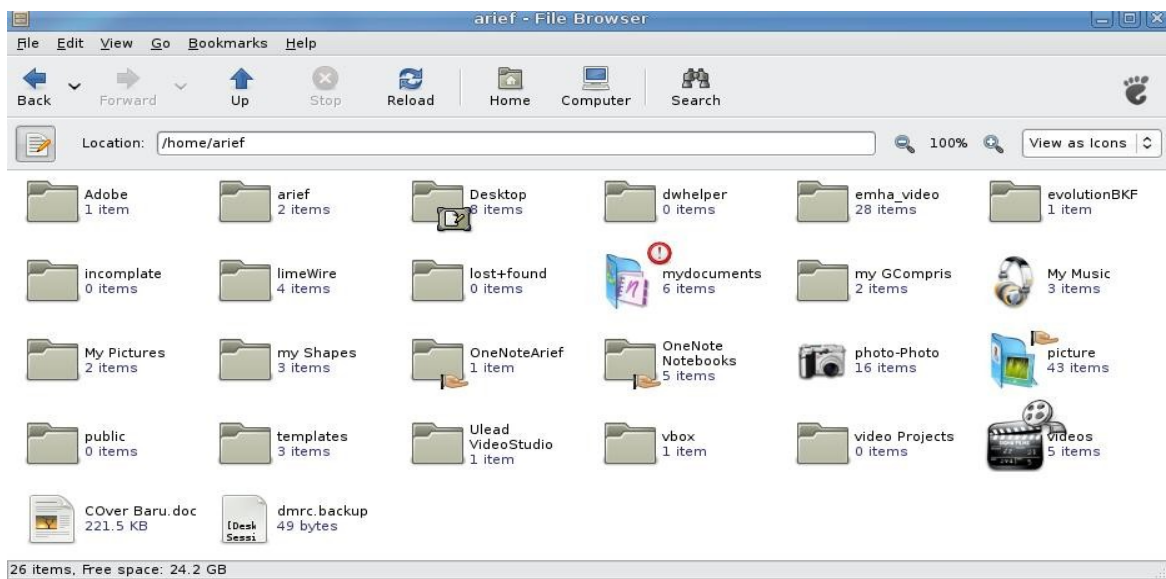 arief - File Browser
File Edit View Go Bookmarks Help
Back Forward Up Stop Reload Home Computer Search
Location: /home/arief 100% View as Icons
Adobe
1 item
arief
2 items
Desktop
8 items
dwhelper
0 items
emha_video
28 items
evolutionBKF
1 item
incomplate
0 items
limeWire
4 items
lost+found
0 items
mydocuments
6 items
my GCompris
2 items
My Music
3 items
My Pictures
2 items
my Shapes
3 items
OneNoteArief
1 item
OneNote
Notebooks
5 items
photo-Photo
16 items
picture
43 items
public
0 items
templates
3 items
Ulead
VideoStudio
1 item
vbox
1 item
video Projects
0 items
videos
5 items
COver Baru.doc
221.5 KB
[Desk
Sessi
dmrc.backup
49 bytes
26 items, Free space: 24.2 GB